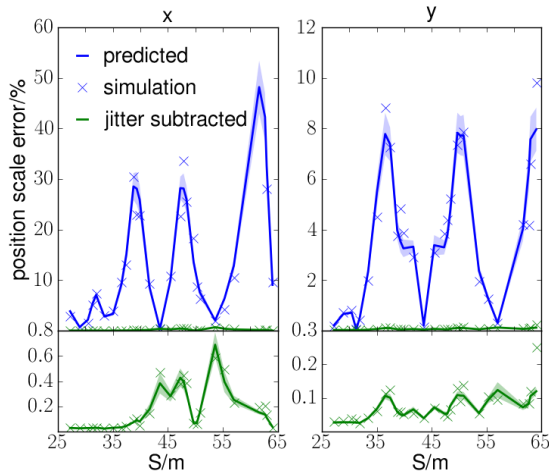 x y
60 12
predicted
50 10
simulation
jitter subtracted
position scale error/%
40 8
30 6
20 4
10 2
0.8 0.3
0.6
0.2
0.4
0.1
0.2
25 35 45 55 65 35 45 55 65
S/m S/m